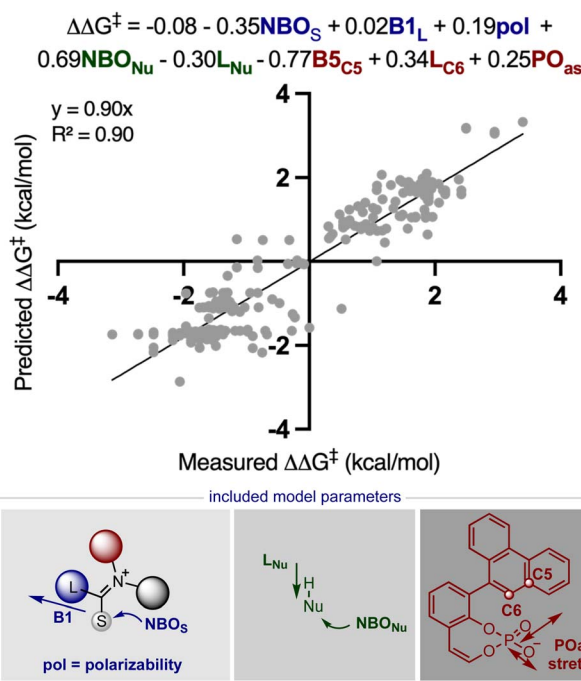 ΔΔG‡ = -0.08 - 0.35NBOS + 0.02B1L + 0.19pol +
0.69NBONu - 0.30LNu - 0.77B5C5 + 0.34LC6 + 0.25POas
y = 0.90x
R² = 0.90
4
2
-4
-2
2
4
-2
-4
Predicted ΔΔG‡ (kcal/mol)
Measured ΔΔG‡ (kcal/mol)
included model parameters
L
N+
S
B1
NBOS
pol = polarizability
LNu
H
Nu
NBONu
C5
C6
O
P
O
O
O−
POa
stret